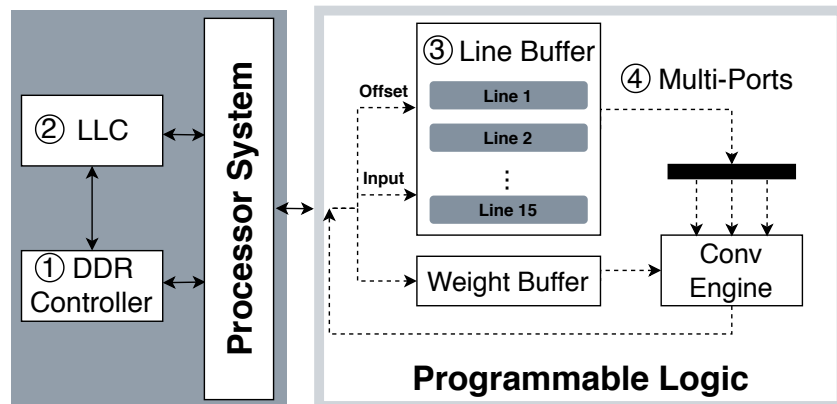 ② LLC
① DDR
Controller
Processor System
③ Line Buffer
Line 1
Line 2
⋮
Line 15
Offset
Input
④ Multi-Ports
Weight Buffer
Conv
Engine
Programmable Logic